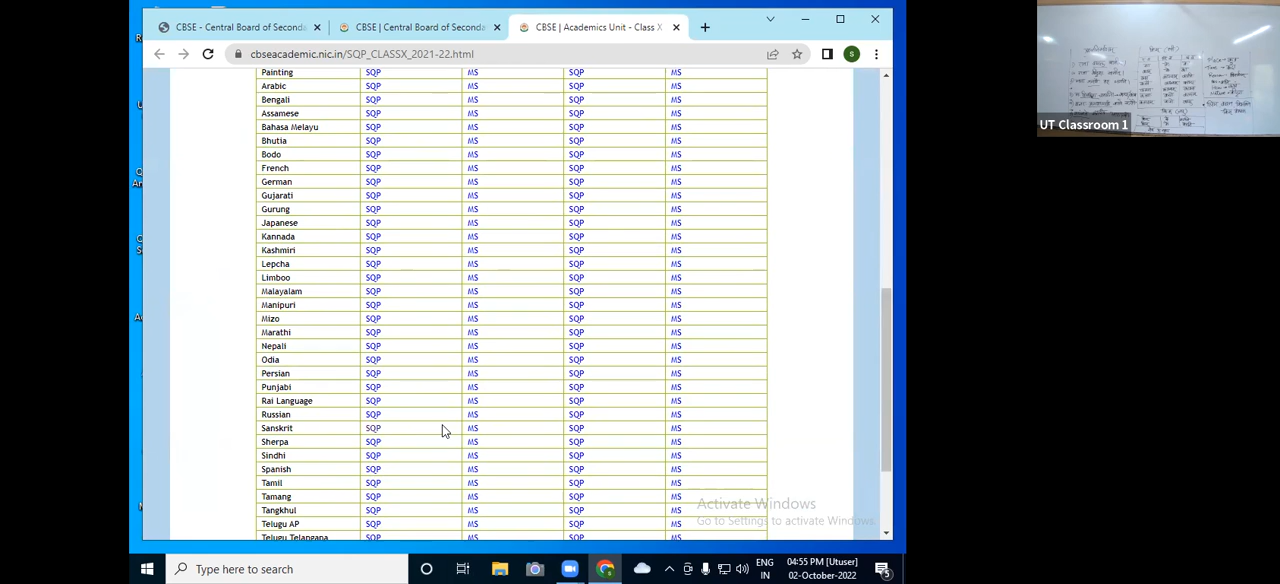 CBSE - Central Board of Seconda
CBSE | Central Board of Seconda
CBSE | Academics Unit - Class X
cbseacademic.nic.in/SQP_CLASSX_2021-22.html
S
Painting SQP MS SQP MS
Arabic SQP MS SQP MS
Bengali SQP MS SQP MS
Assamese SQP MS SQP MS
Bahasa Melayu SQP MS SQP MS
Bhutia SQP MS SQP MS
Bodo SQP MS SQP MS
French SQP MS SQP MS
German SQP MS SQP MS
Gujarati SQP MS SQP MS
Gurung SQP MS SQP MS
Japanese SQP MS SQP MS
Kannada SQP MS SQP MS
Kashmiri SQP MS SQP MS
Lepcha SQP MS SQP MS
Limboo SQP MS SQP MS
Malayalam SQP MS SQP MS
Manipuri SQP MS SQP MS
Mizo SQP MS SQP MS
Marathi SQP MS SQP MS
Nepali SQP MS SQP MS
Odia SQP MS SQP MS
Persian SQP MS SQP MS
Punjabi SQP MS SQP MS
Rai Language SQP MS SQP MS
Russian SQP MS SQP MS
Sanskrit SQP MS SQP MS
Sherpa SQP MS SQP MS
Sindhi SQP MS SQP MS
Spanish SQP MS SQP MS
Tamil SQP MS SQP MS
Tamang SQP MS SQP MS
Tangkhul SQP MS SQP MS
Telugu AP SQP MS SQP MS
Telugu Telangana SQP MS SQP MS
Activate Windows
Go to Settings to activate Windows.
Type here to search
ENG
IN
04:55 PM [Utuser]
02-October-2022
5
UT Classroom 1